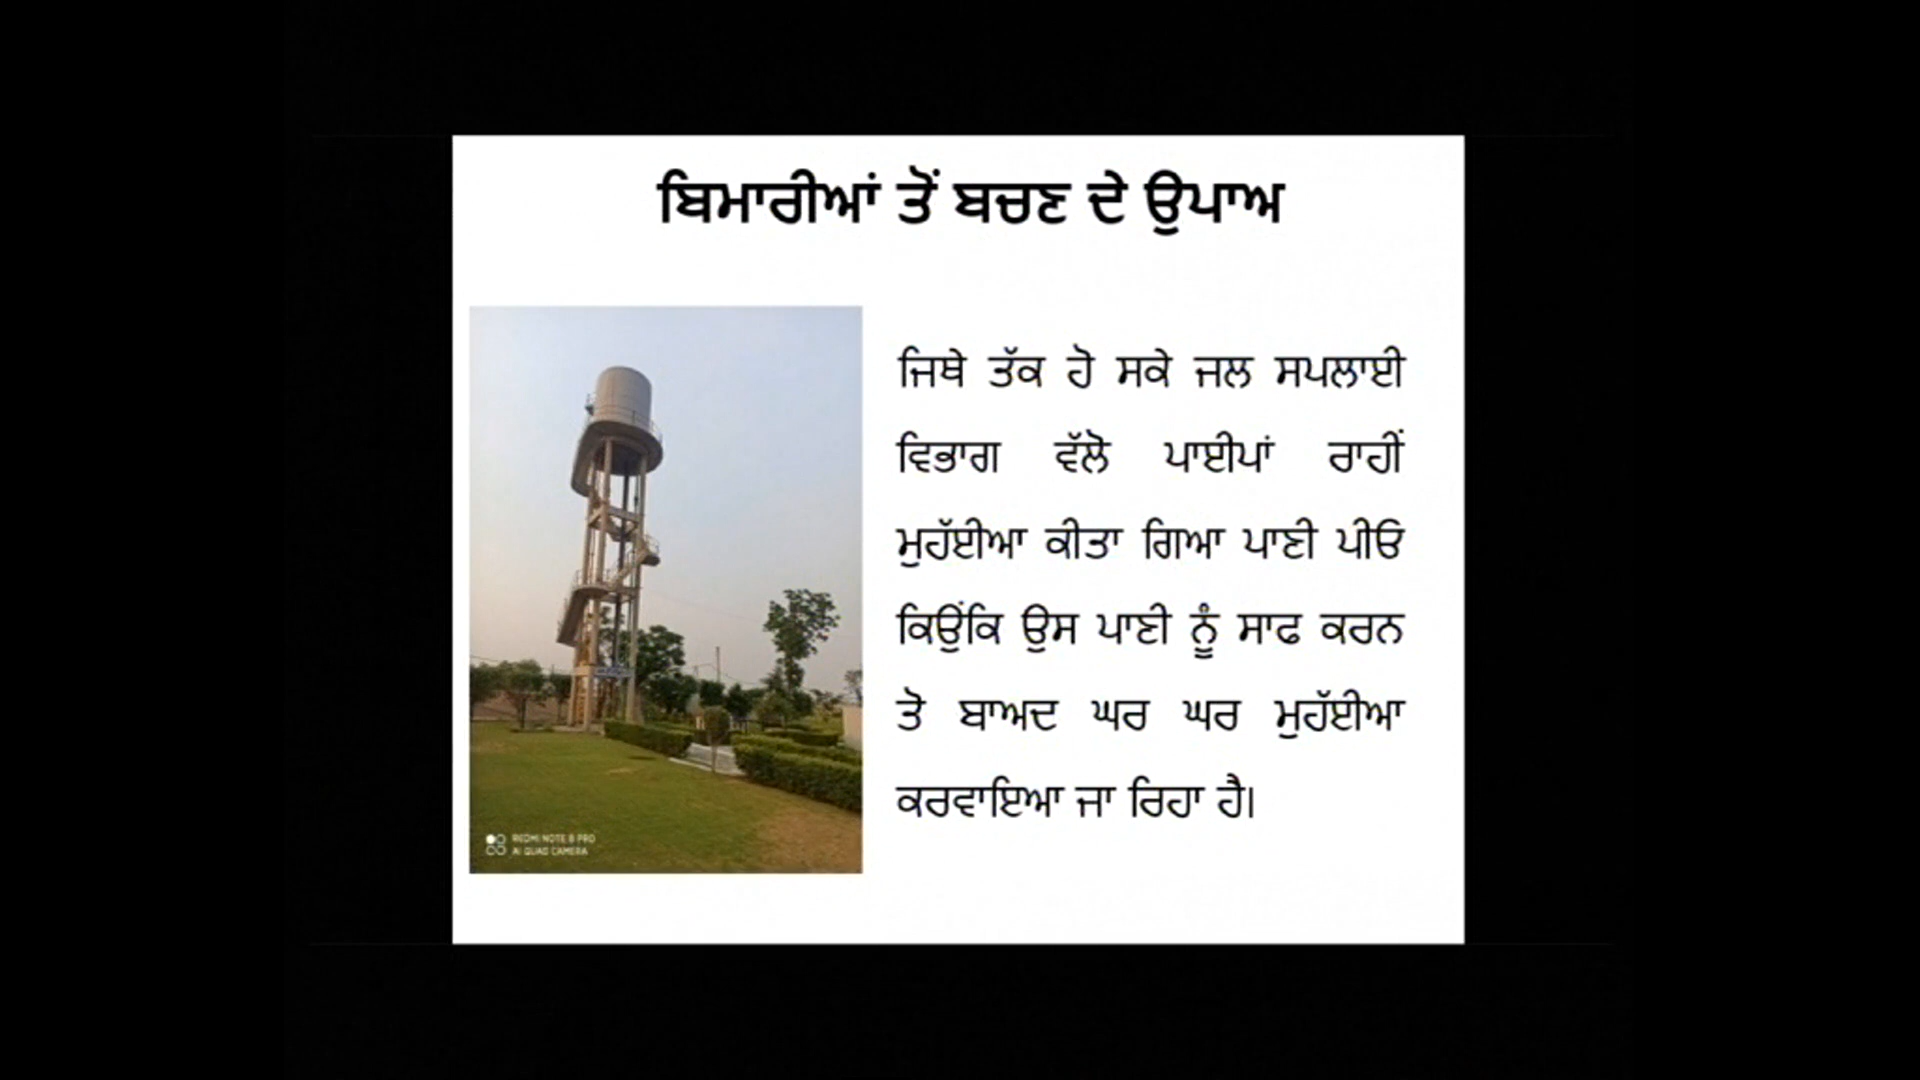 ਬਿਮਾਰੀਆਂ ਤੋਂ ਬਚਣ ਦੇ ਉਪਾਅ
ਜਿਥੇ ਤੱਕ ਹੋ ਸਕੇ ਜਲ ਸਪਲਾਈ
ਵਿਭਾਗ ਵੱਲੋ ਪਾਈਪਾਂ ਰਾਹੀਂ
ਮੁਹੱਈਆ ਕੀਤਾ ਗਿਆ ਪਾਣੀ ਪੀਓ
ਕਿਉਂਕਿ ਉਸ ਪਾਣੀ ਨੂੰ ਸਾਫ ਕਰਨ
ਤੋ ਬਾਅਦ ਘਰ ਘਰ ਮੁਹੱਈਆ
ਕਰਵਾਇਆ ਜਾ ਰਿਹਾ ਹੈ।
REDMI NOTE 8 PRO
AI QUAD CAMERA